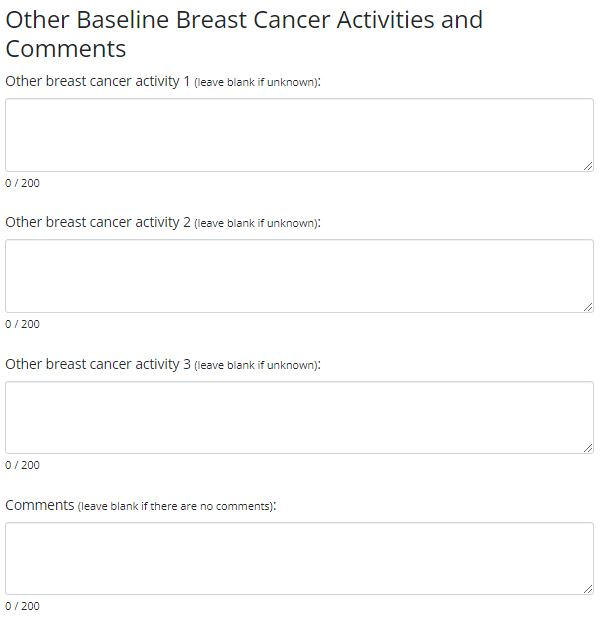 Other Baseline Breast Cancer Activities and
Comments
Other breast cancer activity 1 (leave blank if unknown):
0 / 200
Other breast cancer activity 2 (leave blank if unknown):
0 / 200
Other breast cancer activity 3 (leave blank if unknown):
0 / 200
Comments (leave blank if there are no comments):
0 / 200